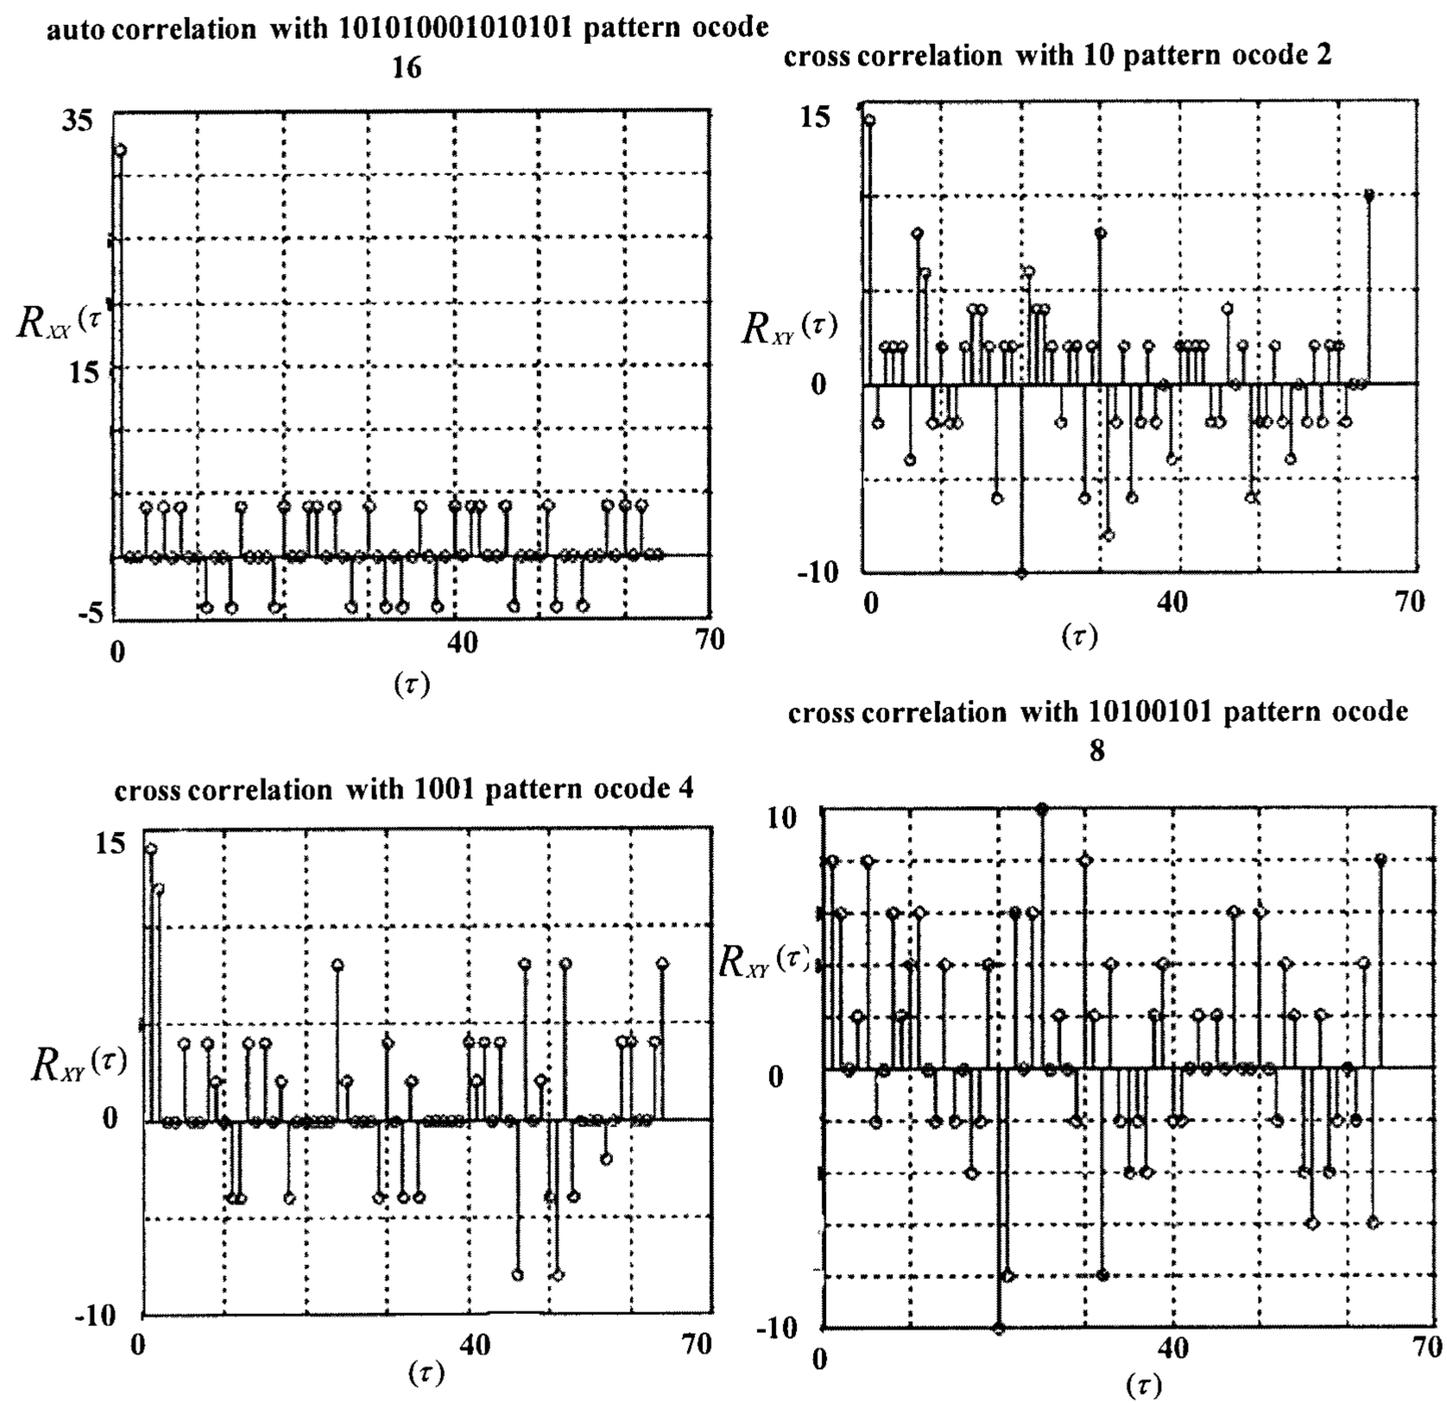 auto correlation with 101010001010101 pattern ocode
16
35
15
-5
R_XX (τ
0
40
70
(τ)
cross correlation with 10 pattern ocode 2
15
0
-10
R_XY (τ)
0
40
70
(τ)
cross correlation with 1001 pattern ocode 4
15
0
-10
R_XY (τ)
0
40
70
(τ)
cross correlation with 10100101 pattern ocode
8
10
0
-10
R_XY (τ)
0
40
70
(τ)